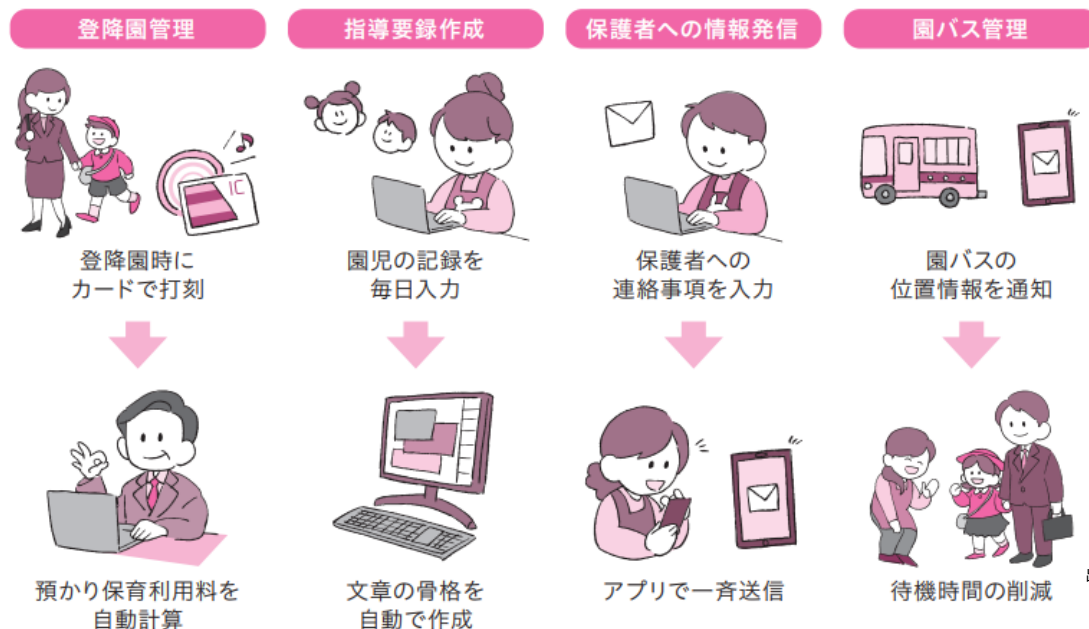 登降園管理
指導要録作成
保護者への情報発信
園バス管理
IC
登降園時に
カードで打刻
園児の記録を
毎日入力
保護者への
連絡事項を入力
園バスの
位置情報を通知
預かり保育利用料を
自動計算
文章の骨格を
自動で作成
アプリで一斉送信
待機時間の削減